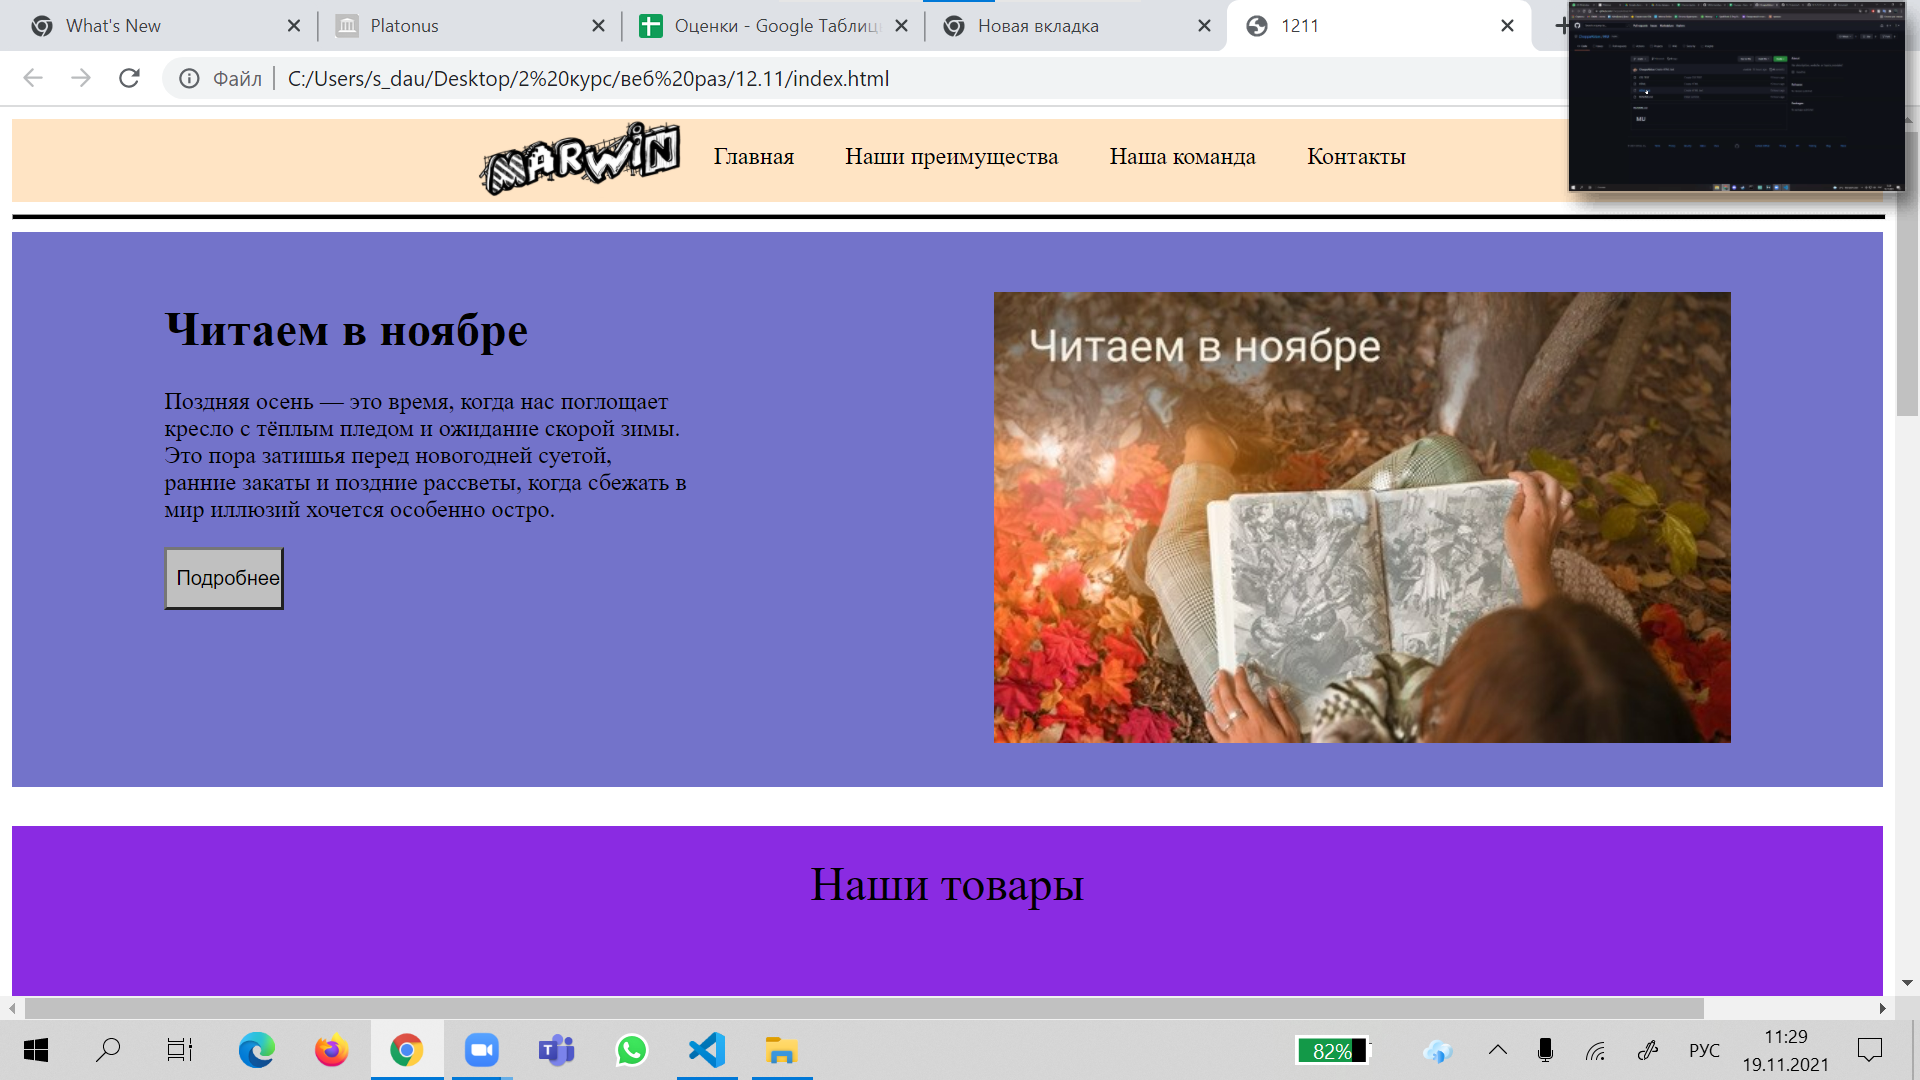 What's New
Platonus
Оценки - Google Таблиц
Новая вкладка
1211
Файл
C:/Users/s_dau/Desktop/2%20курс/веб%20раз/12.11/index.html
MARWIN
Главная
Наши преимущества
Наша команда
Контакты
Читаем в ноябре
Поздняя осень — это время, когда нас поглощает
кресло с тёплым пледом и ожидание скорой зимы.
Это пора затишья перед новогодней суетой,
ранние закаты и поздние рассветы, когда сбежать в
мир иллюзий хочется особенно остро.
Подробнее
Читаем в ноябре
Наши товары
82%
РУС
11:29
19.11.2021